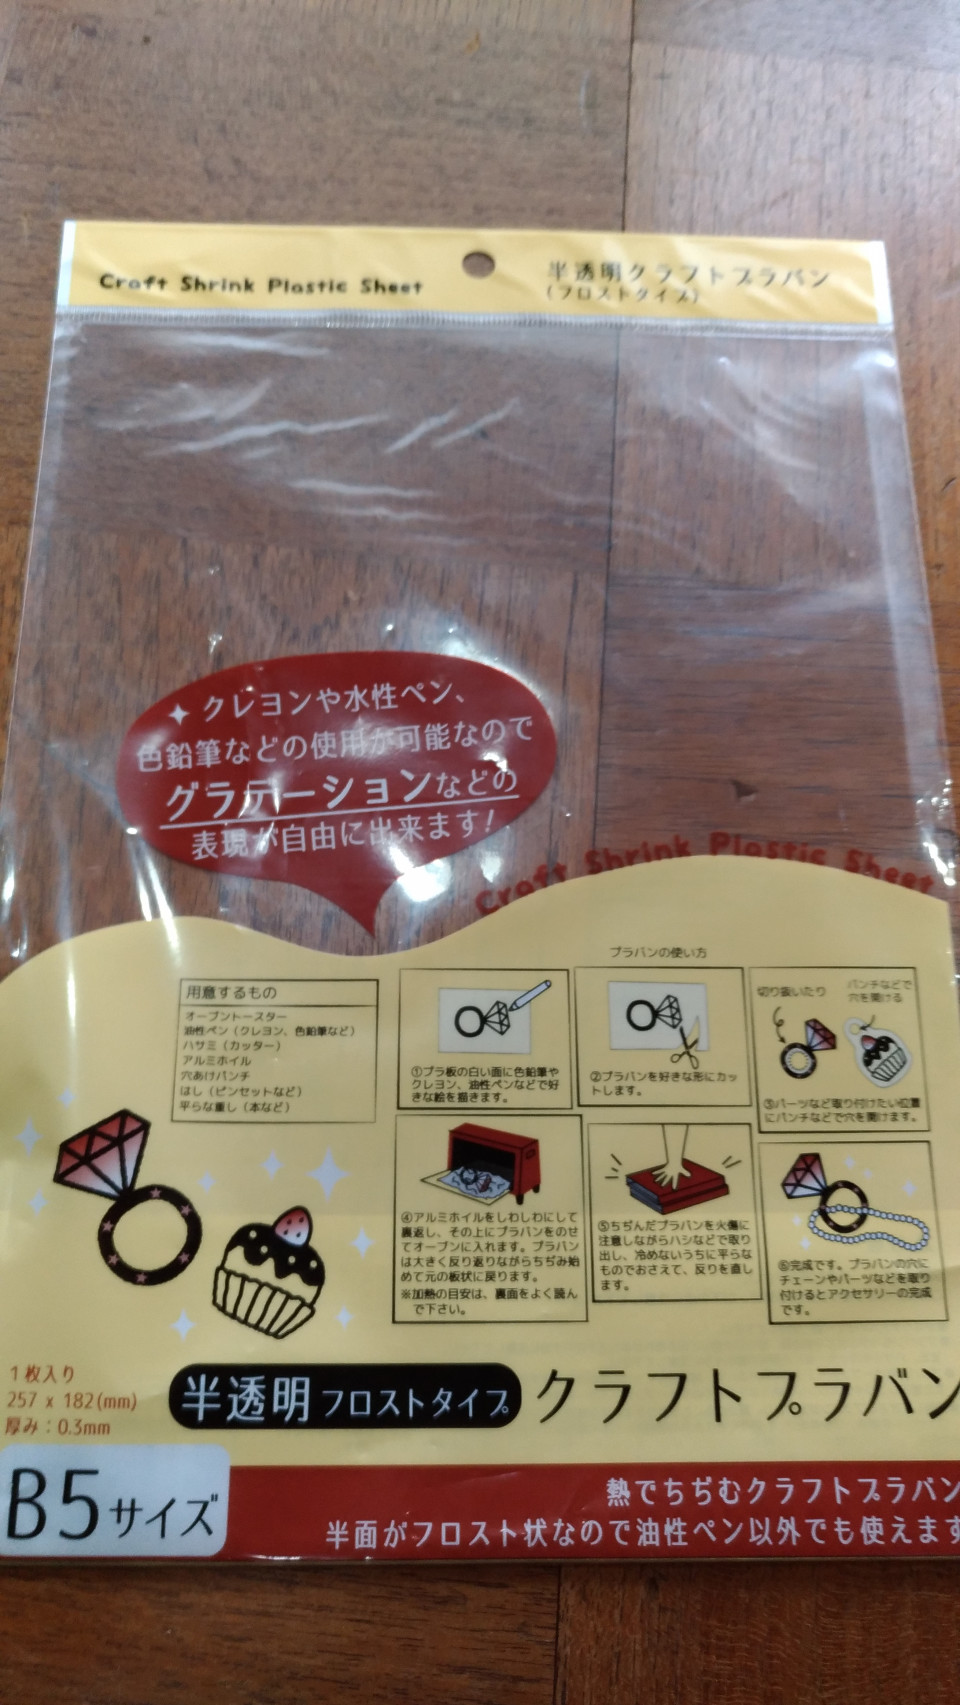 Craft Shrink Plastic Sheet
半透明クラフトプラバン
(フロストタイプ)
クレヨンや水性ペン、
色鉛筆などの使用が可能なので
グラデーションなどの
表現が自由に出来ます!
Craft Shrink Plastic Sheet
プラバンの使い方
用意するもの
オーブントースター
油性ペン（クレヨン、色鉛筆など）
ハサミ（カッター）
アルミホイル
穴あけパンチ
はし（ピンセットなど）
平らな重し（本など）
①プラ板の白い面に色鉛筆や
クレヨン、油性ペンなどで好
きな絵を描きます。
②プラバンを好きな形にカッ
トします。
切り抜いたり
パンチなどで
穴を開ける
③パーツなど取り付けたい位置
にパンチなどで穴を開けます。
④アルミホイルをしわしわにして
裏返し、その上にプラバンをのせ
てオーブンに入れます。プラバン
は大きく反り返りながらちぢみ始
めて元の板状に戻ります。
※加熱の目安は、裏面をよく読ん
で下さい。
⑤ちぢんだプラバンを火傷に
注意しながらハシなどで取り
出し、冷めないうちに平らな
ものでおさえて、反りを直し
ます。
⑥完成です。プラバンの穴に
チェーンやパーツなどを取り
付けるとアクセサリーの完成
です。
1枚入り
257 x 182(mm)
厚み：0.3mm
半透明 フロストタイプ クラフトプラバン
B5サイズ
熱でちぢむクラフトプラバン
半面がフロスト状なので油性ペン以外でも使えます